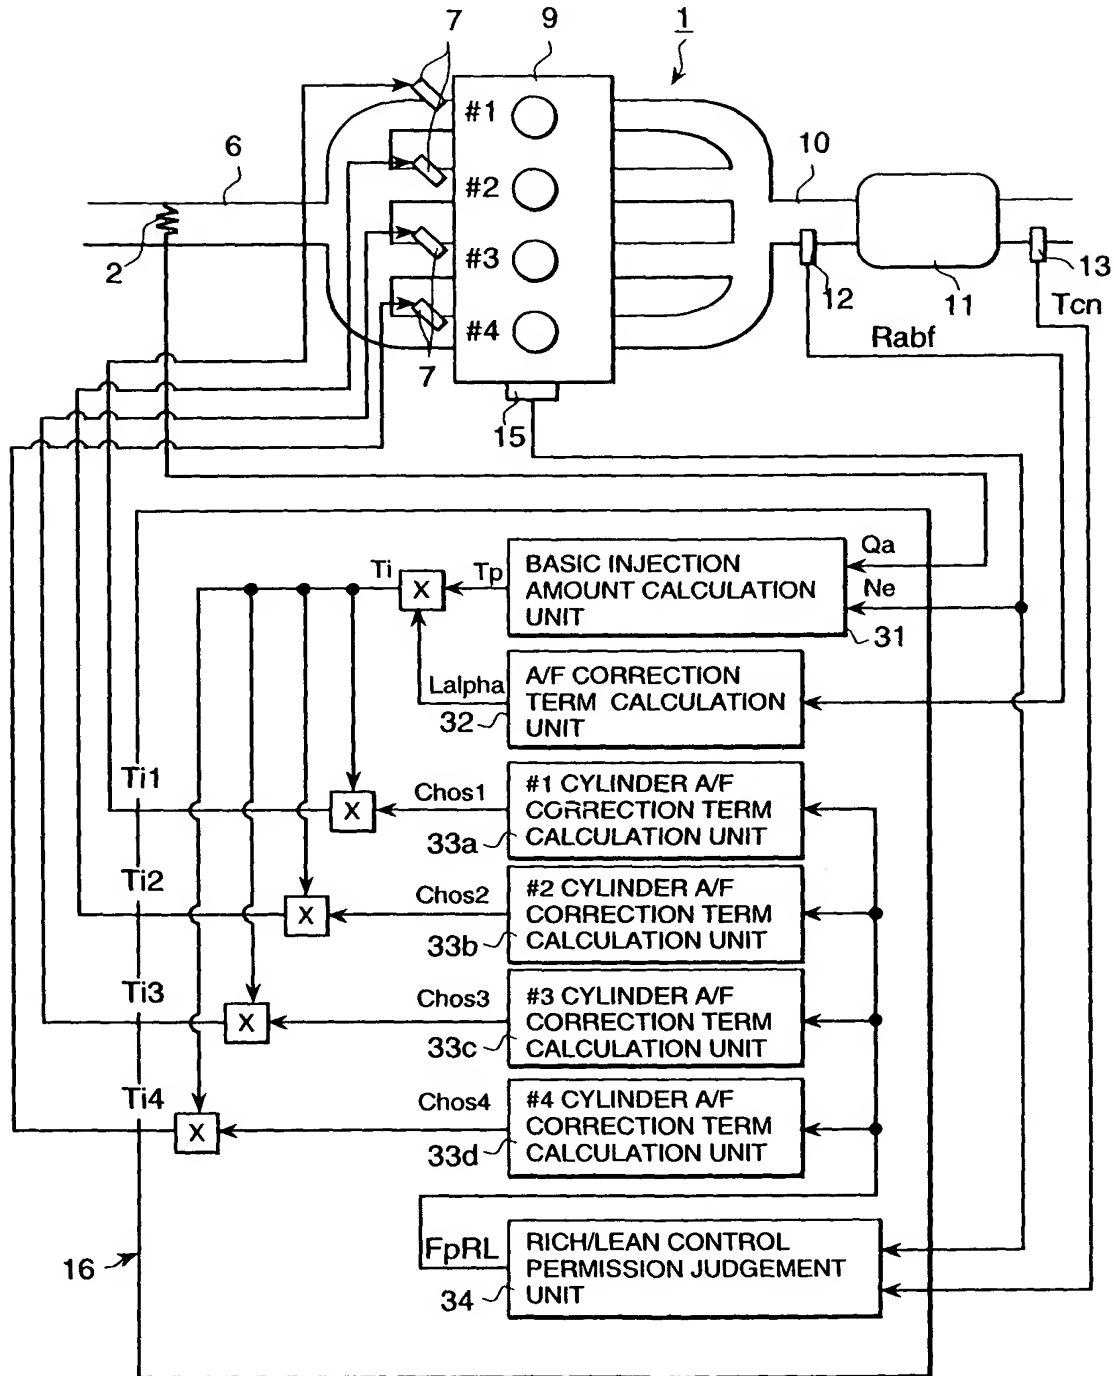 7
9
1
#1
10
6
#2
#3
2
12
11
13
Tcn
#4
7
Rabf
15
Ti
Tp
BASIC INJECTION
AMOUNT CALCULATION
UNIT
Qa
Ne
31
Lalpha
32
A/F CORRECTION
TERM CALCULATION
UNIT
Ti1
Chos1
33a
#1 CYLINDER A/F
CORRECTION TERM
CALCULATION UNIT
X
X
Ti2
Chos2
33b
#2 CYLINDER A/F
CORRECTION TERM
CALCULATION UNIT
X
Ti3
Chos3
33c
#3 CYLINDER A/F
CORRECTION TERM
CALCULATION UNIT
X
Ti4
Chos4
33d
#4 CYLINDER A/F
CORRECTION TERM
CALCULATION UNIT
X
16
FpRL
34
RICH/LEAN CONTROL
PERMISSION JUDGEMENT
UNIT